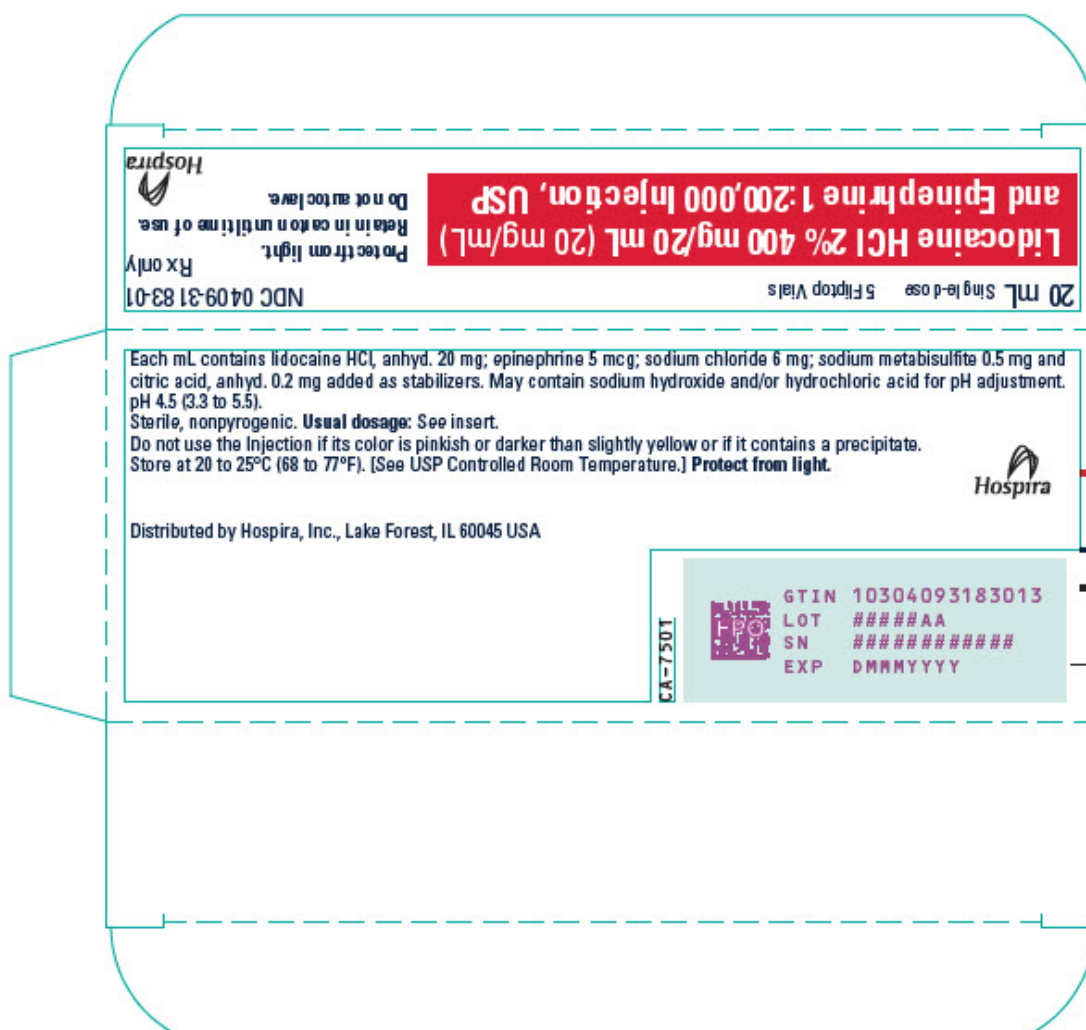 20 mL Single-dose 5 Fliptop Vials
NDC 0409-3183-01
Rx only
Lidocaine HCl 2% 400 mg/20 mL (20 mg/mL)
and Epinephrine 1:200,000 Injection, USP
Protect from light.
Retain in carton until time of use.
Do not autoclave.
Hospira
Each mL contains lidocaine HCl, anhyd. 20 mg; epinephrine 5 mcg; sodium chloride 6 mg; sodium metabisulfite 0.5 mg and
citric acid, anhyd. 0.2 mg added as stabilizers. May contain sodium hydroxide and/or hydrochloric acid for pH adjustment.
pH 4.5 (3.3 to 5.5).
Sterile, nonpyrogenic. Usual dosage: See insert.
Do not use the Injection if its color is pinkish or darker than slightly yellow or if it contains a precipitate.
Store at 20 to 25°C (68 to 77°F). [See USP Controlled Room Temperature.] Protect from light.
Hospira
Distributed by Hospira, Inc., Lake Forest, IL 60045 USA
CA-7501
FPO
GTIN 10304093183013
LOT #####AA
SN ############
EXP DMMMYYYY